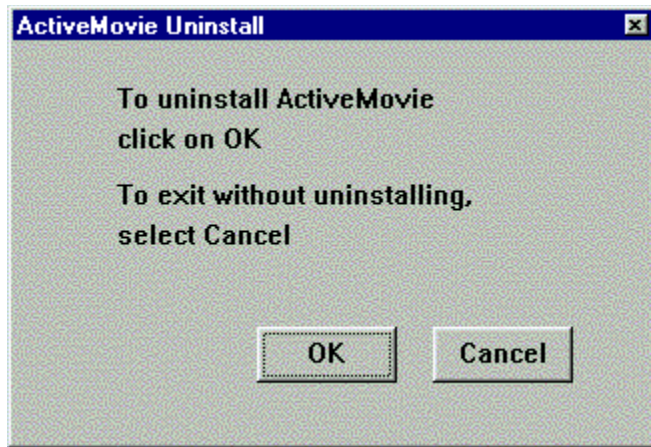 ActiveMovie Uninstall
To uninstall ActiveMovie
click on OK
To exit without uninstalling,
select Cancel
OK Cancel